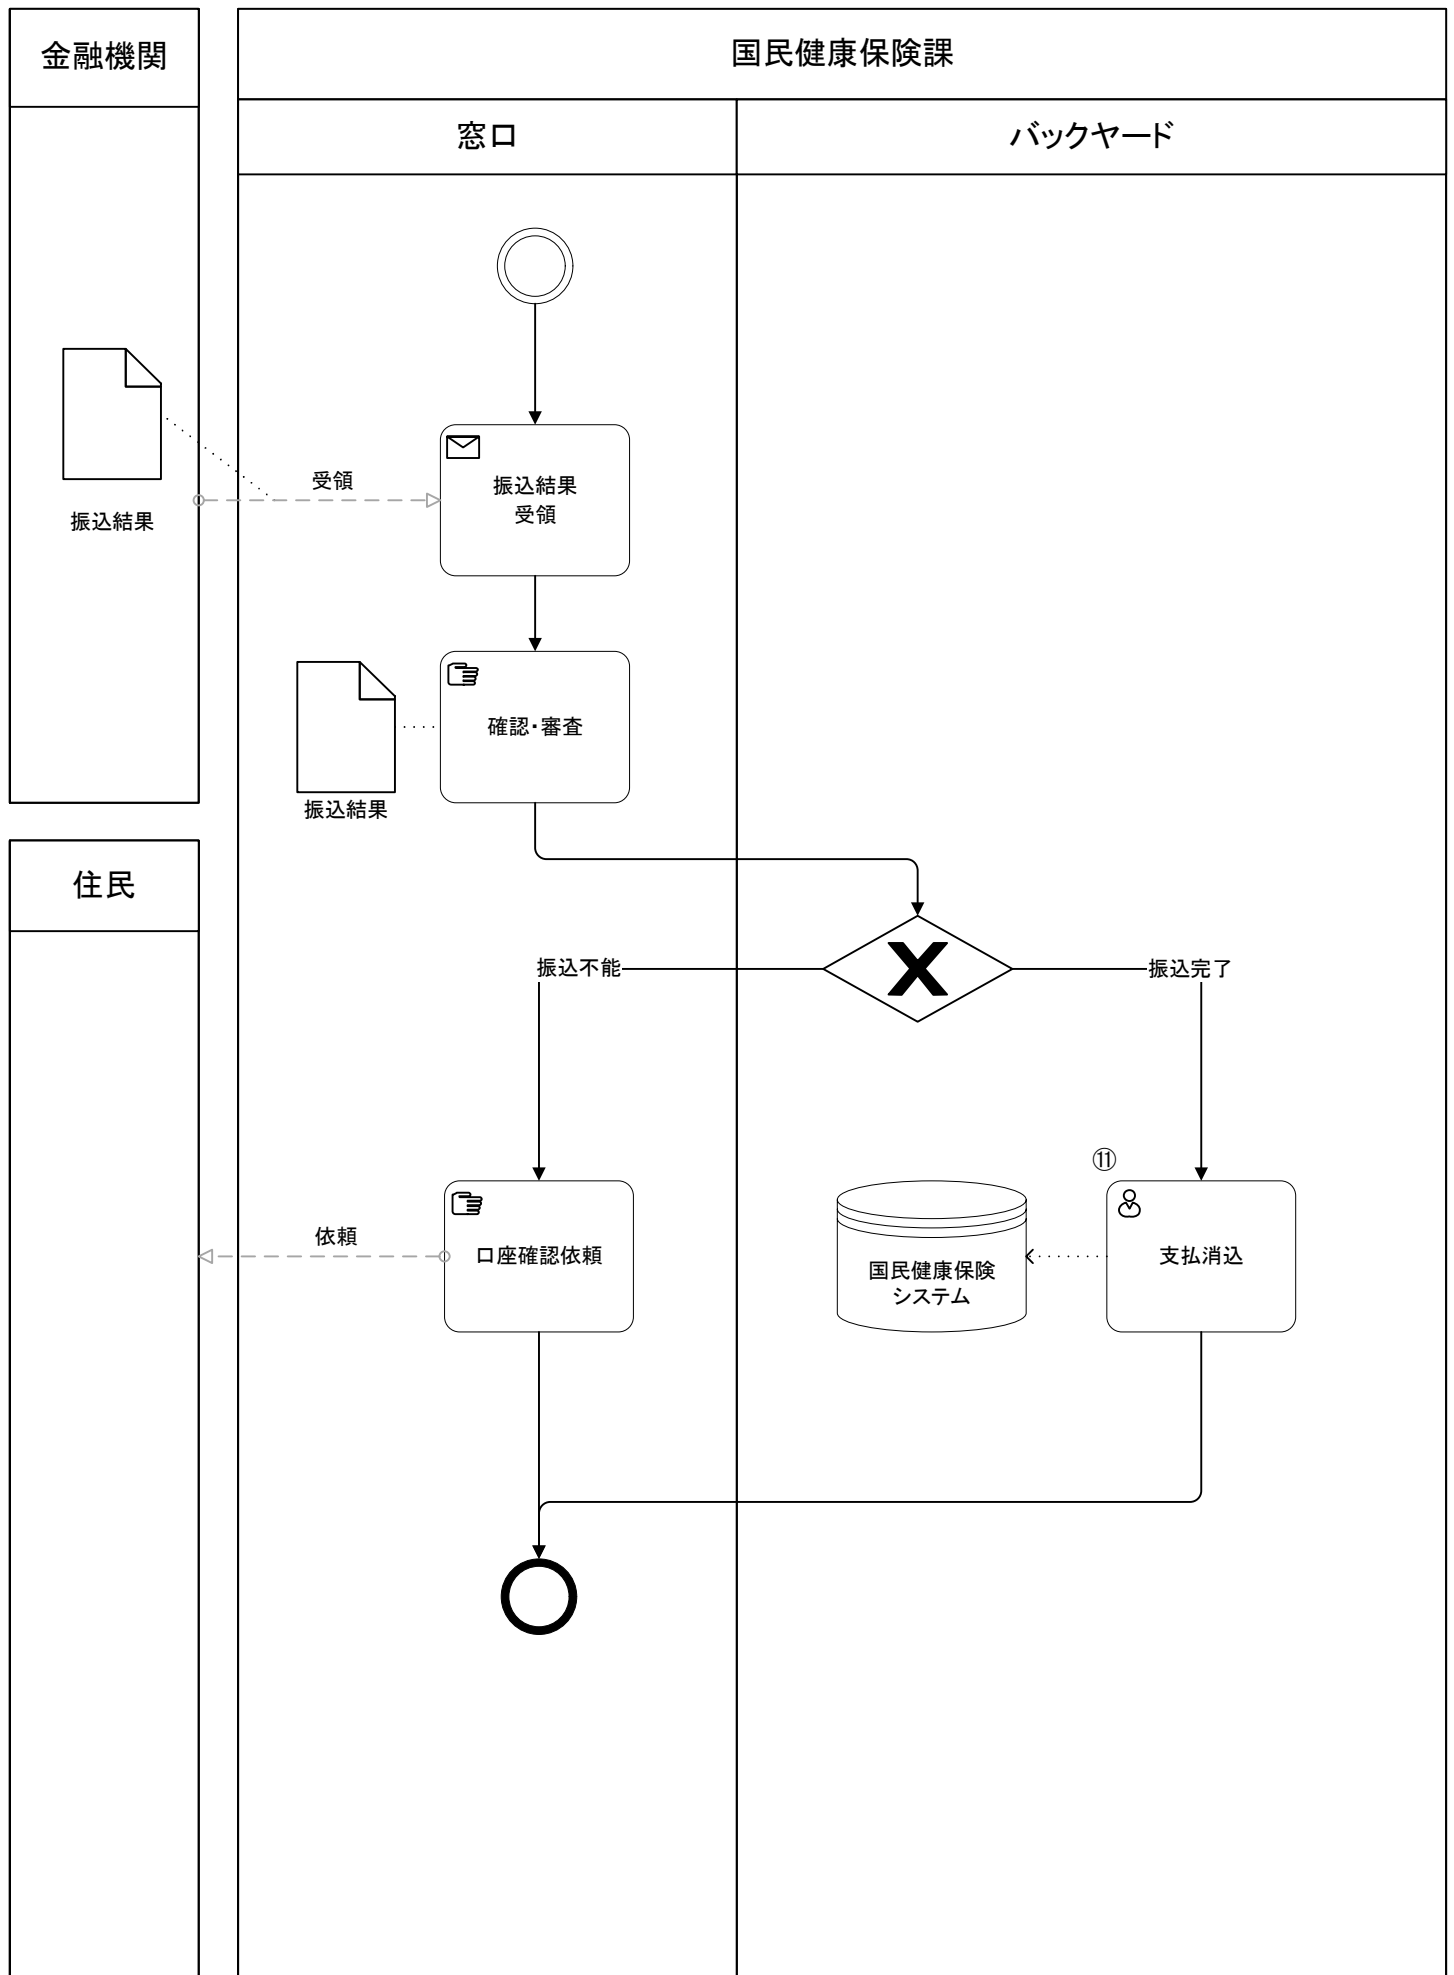 金融機関
国民健康保険課
窓口
バックヤード
受領
振込結果
受領
振込結果
確認・審査
振込結果
住民
振込不能
振込完了
⑪
依頼
口座確認依頼
国民健康保険
システム
支払消込